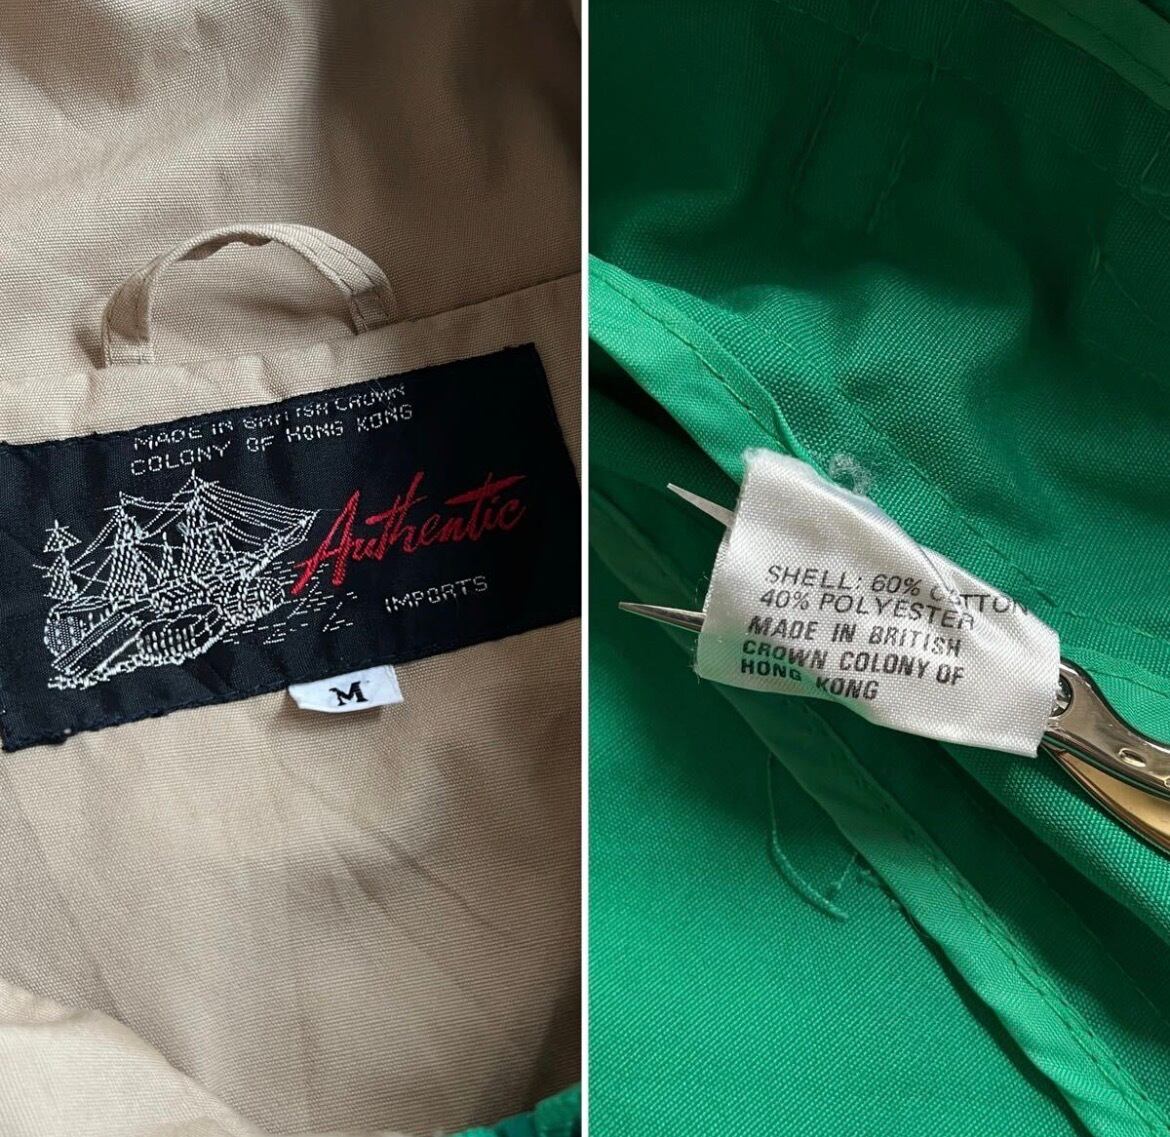 MADE IN BRITISH CROWN
COLONY OF HONG KONG
Authentic
IMPORTS
M
SHELL: 60% COTTON
40% POLYESTER
MADE IN BRITISH
CROWN COLONY OF
HONG KONG